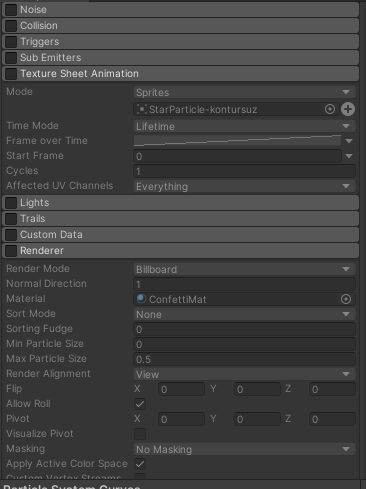 Noise
Collision
Triggers
Sub Emitters
Texture Sheet Animation
Mode Sprites
StarParticle-kontursuz
Time Mode Lifetime
Frame over Time
Start Frame 0
Cycles 1
Affected UV Channels Everything
Lights
Trails
Custom Data
Renderer
Render Mode Billboard
Normal Direction 1
Material ConfettiMat
Sort Mode None
Sorting Fudge 0
Min Particle Size 0
Max Particle Size 0.5
Render Alignment View
Flip X 0 Y 0 Z 0
Allow Roll
Pivot X 0 Y 0 Z 0
Visualize Pivot
Masking No Masking
Apply Active Color Space
Custom Vertex Streams
Particle System Curves